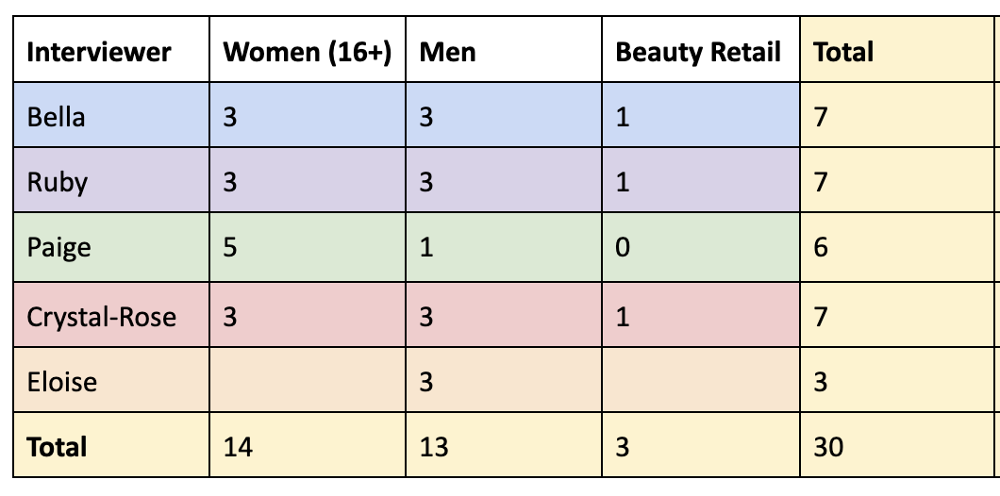 Interviewer Women (16+) Men Beauty Retail Total
Bella 3 3 1 7
Ruby 3 3 1 7
Paige 5 1 0 6
Crystal-Rose 3 3 1 7
Eloise 3 3
Total 14 13 3 30